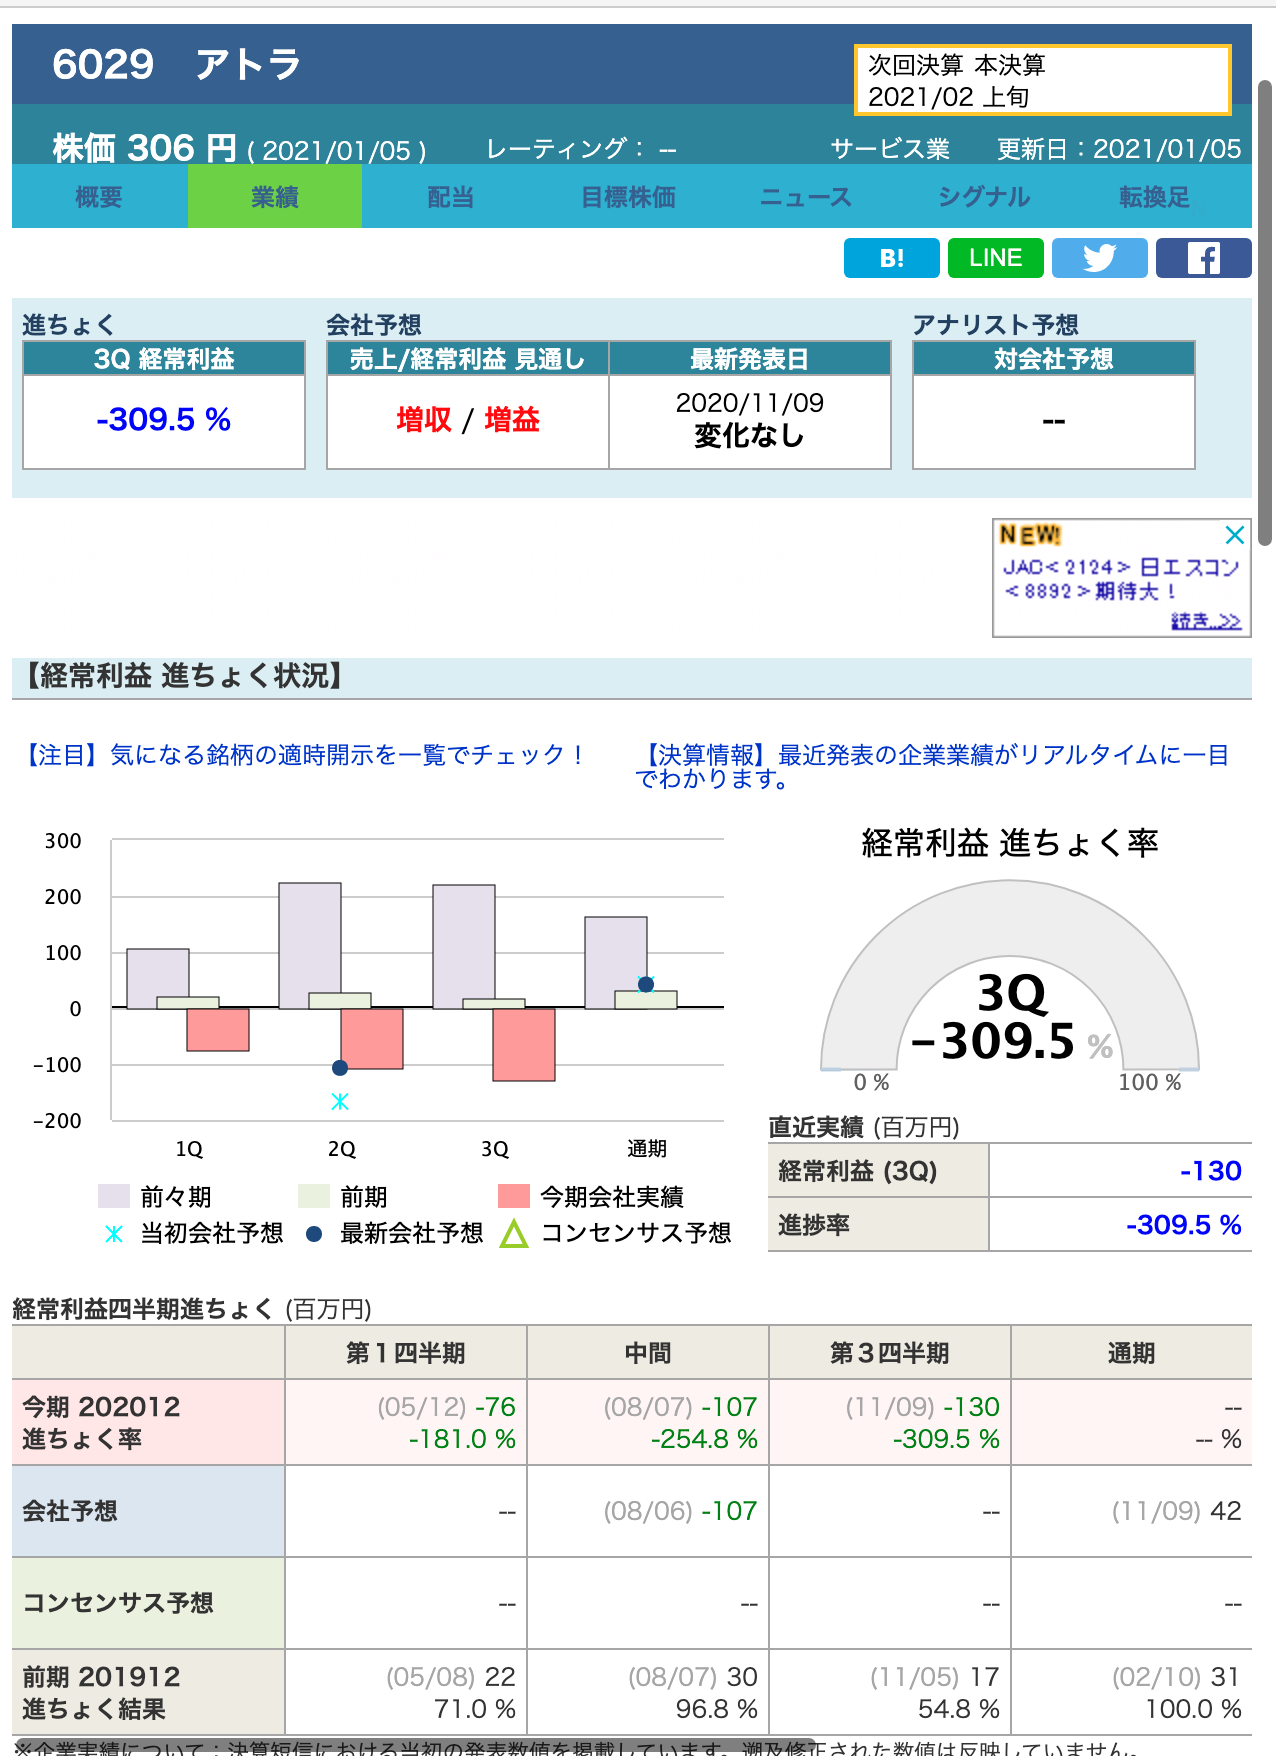 6029　アトラ
次回決算 本決算
2021/02 上旬
株価 306 円 ( 2021/01/05 )
レーティング： --
サービス業
更新日：2021/01/05
概要
業績
配当
目標株価
ニュース
シグナル
転換足
B!
LINE
進ちょく
3Q 経常利益
-309.5 %
会社予想
売上/経常利益 見通し
最新発表日
増収 / 増益
2020/11/09
変化なし
アナリスト予想
対会社予想
--
NEW!
JAC<2124> 日エスコン
<8892>期待大！
続き..>>
【経常利益 進ちょく状況】
【注目】気になる銘柄の適時開示を一覧でチェック！
【決算情報】最近発表の企業業績がリアルタイムに一目
でわかります。
300
200
100
0
-100
-200
1Q
2Q
3Q
通期
前々期
前期
今期会社実績
当初会社予想
最新会社予想
コンセンサス予想
経常利益 進ちょく率
3Q
-309.5 %
0 %
100 %
直近実績 (百万円)
経常利益 (3Q) -130
進捗率 -309.5 %
経常利益四半期進ちょく (百万円)
第１四半期 中間 第３四半期 通期
今期 202012 (05/12) -76 (08/07) -107 (11/09) -130 --
進ちょく率 -181.0 % -254.8 % -309.5 % -- %
会社予想 -- (08/06) -107 -- (11/09) 42
コンセンサス予想 -- -- -- --
前期 201912 (05/08) 22 (08/07) 30 (11/05) 17 (02/10) 31
進ちょく結果 71.0 % 96.8 % 54.8 % 100.0 %
※企業実績について：決算短信における当初の発表数値を掲載しています。遡及修正された数値は反映していません。